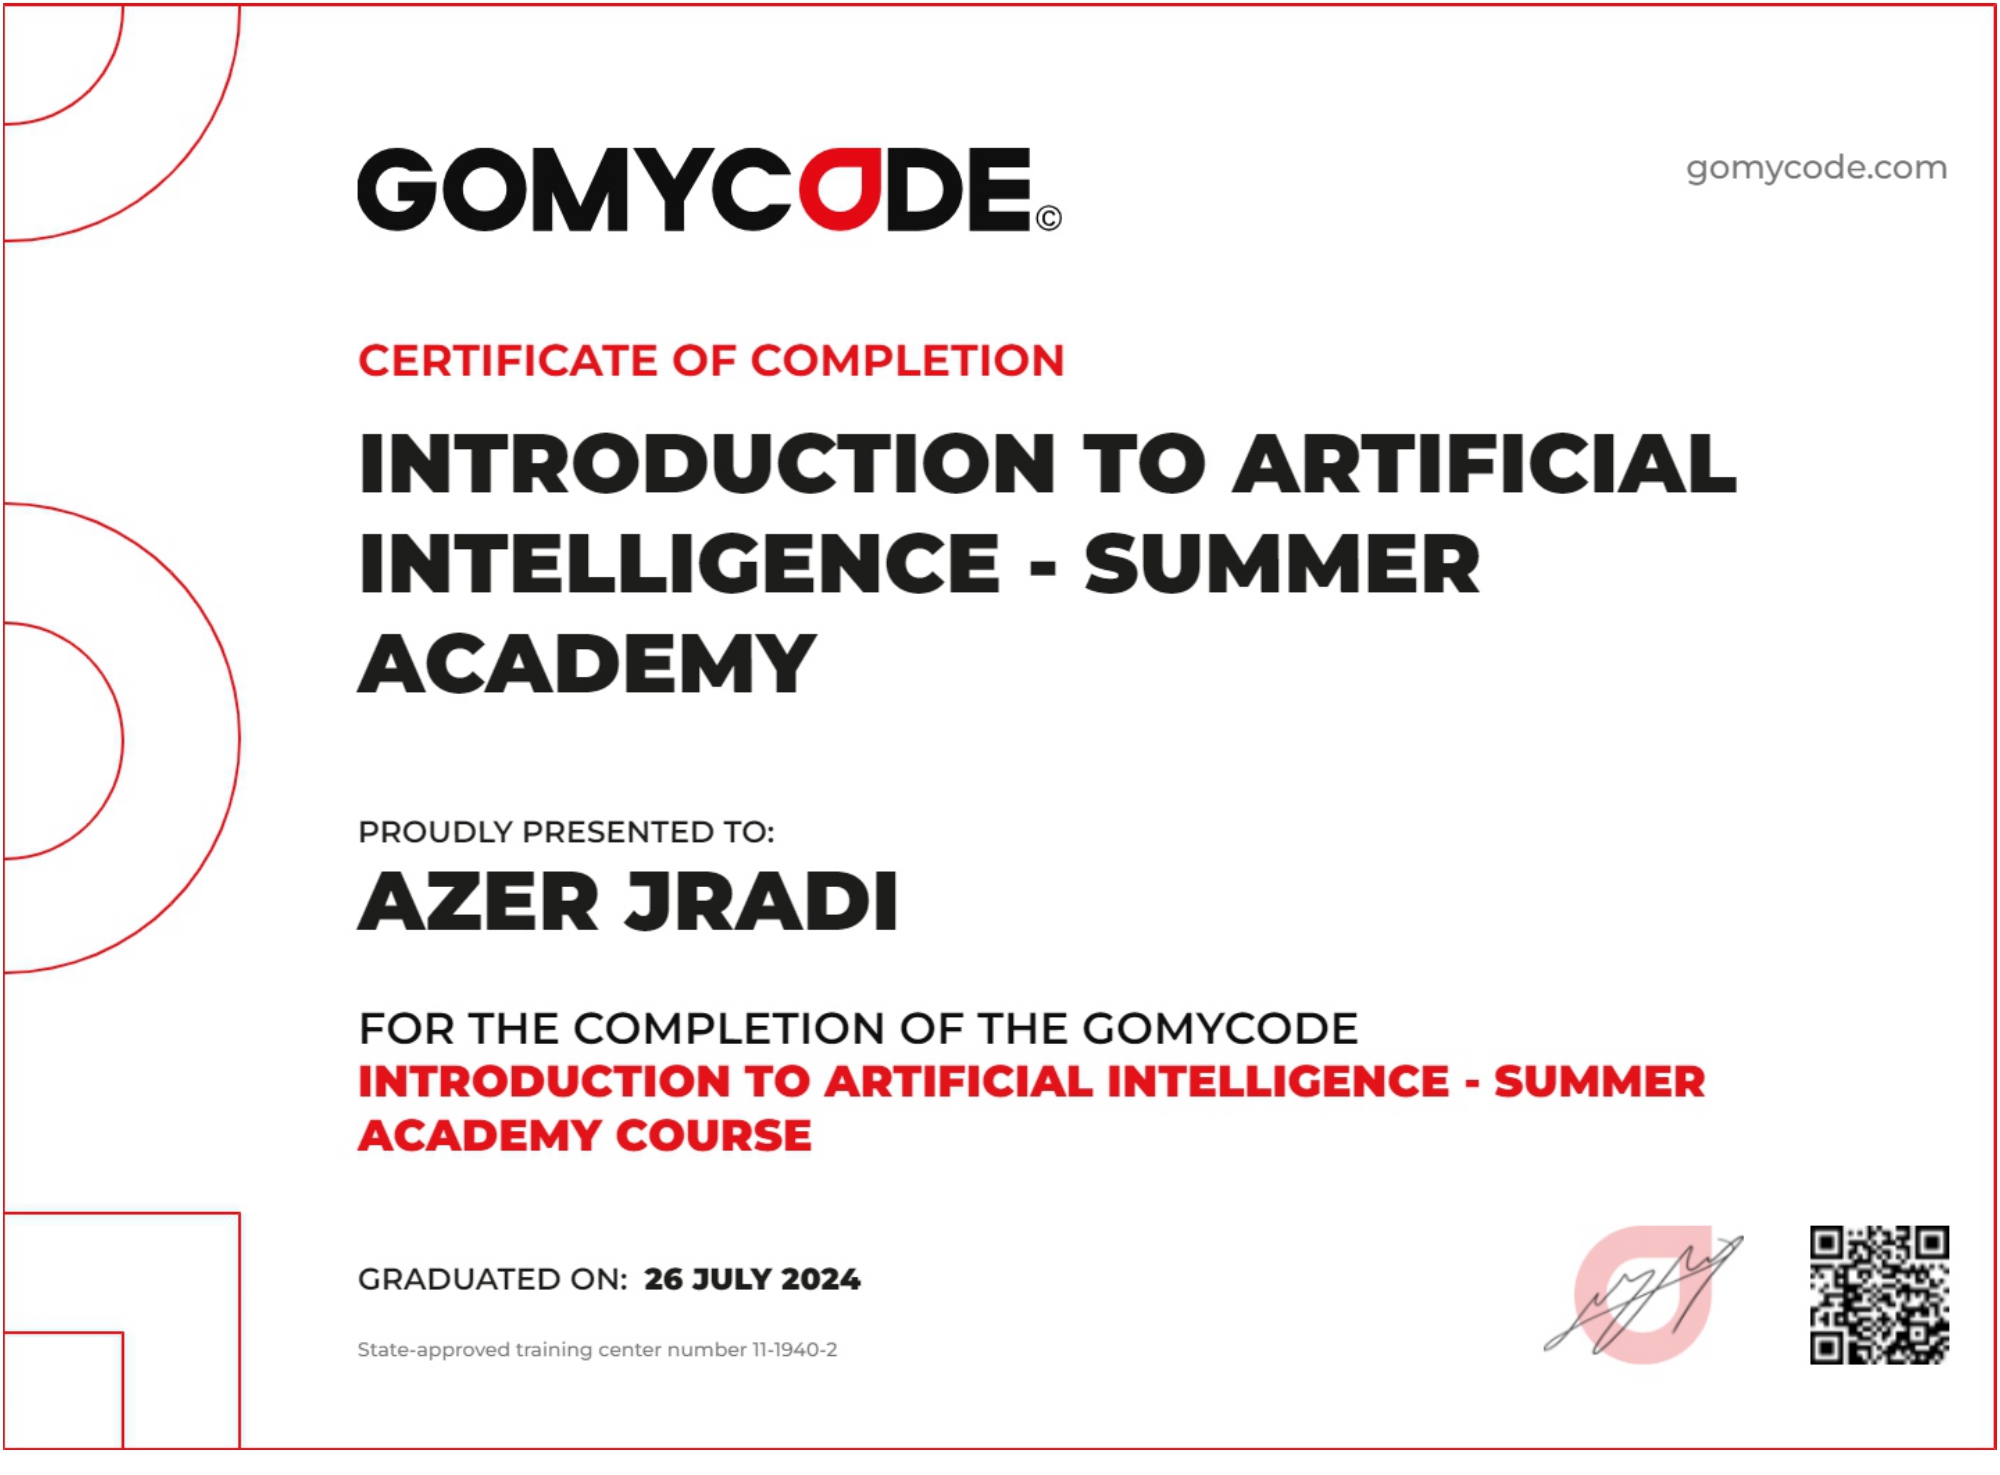 GOMYCODE©
gomycode.com
CERTIFICATE OF COMPLETION
INTRODUCTION TO ARTIFICIAL
INTELLIGENCE - SUMMER
ACADEMY
PROUDLY PRESENTED TO:
AZER JRADI
FOR THE COMPLETION OF THE GOMYCODE
INTRODUCTION TO ARTIFICIAL INTELLIGENCE - SUMMER
ACADEMY COURSE
GRADUATED ON: 26 JULY 2024
State-approved training center number 11-1940-2